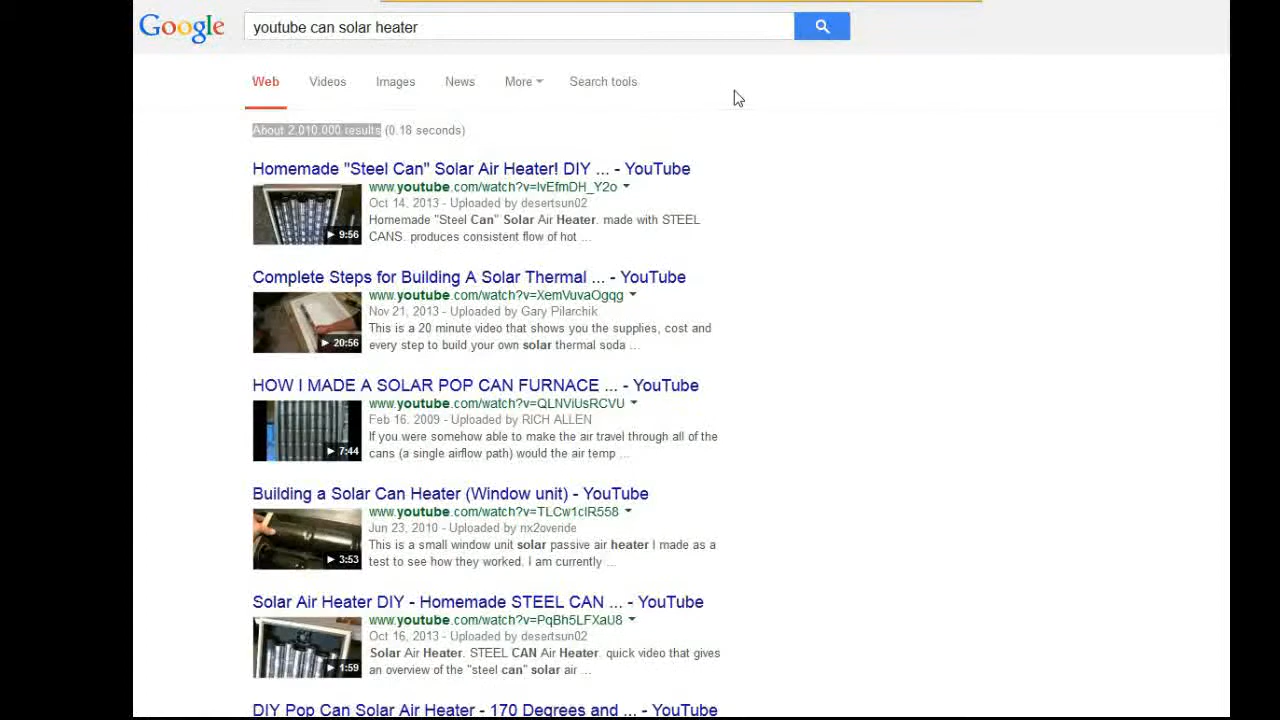 Google
youtube can solar heater
Web Videos Images News More Search tools
About 2,010,000 results (0.18 seconds)
Homemade "Steel Can" Solar Air Heater! DIY ... - YouTube
www.youtube.com/watch?v=IvEfmDH_Y2o
Oct 14, 2013 - Uploaded by desertsun02
9:56
Homemade "Steel Can" Solar Air Heater. made with STEEL
CANS. produces consistent flow of hot ...
Complete Steps for Building A Solar Thermal ... - YouTube
www.youtube.com/watch?v=XemVuvaOgqg
Nov 21, 2013 - Uploaded by Gary Pilarchik
20:56
This is a 20 minute video that shows you the supplies, cost and
every step to build your own solar thermal soda ...
HOW I MADE A SOLAR POP CAN FURNACE ... - YouTube
www.youtube.com/watch?v=QLNViUsRCVU
Feb 16, 2009 - Uploaded by RICH ALLEN
7:44
If you were somehow able to make the air travel through all of the
cans (a single airflow path) would the air temp ...
Building a Solar Can Heater (Window unit) - YouTube
www.youtube.com/watch?v=TLCw1clR558
Jun 23, 2010 - Uploaded by nx2overide
3:53
This is a small window unit solar passive air heater I made as a
test to see how they worked. I am currently ...
Solar Air Heater DIY - Homemade STEEL CAN ... - YouTube
www.youtube.com/watch?v=PqBh5LFXaU8
Oct 16, 2013 - Uploaded by desertsun02
1:59
Solar Air Heater. STEEL CAN Air Heater. quick video that gives
an overview of the "steel can" solar air ...
DIY Pop Can Solar Air Heater - 170 Degrees and ... - YouTube